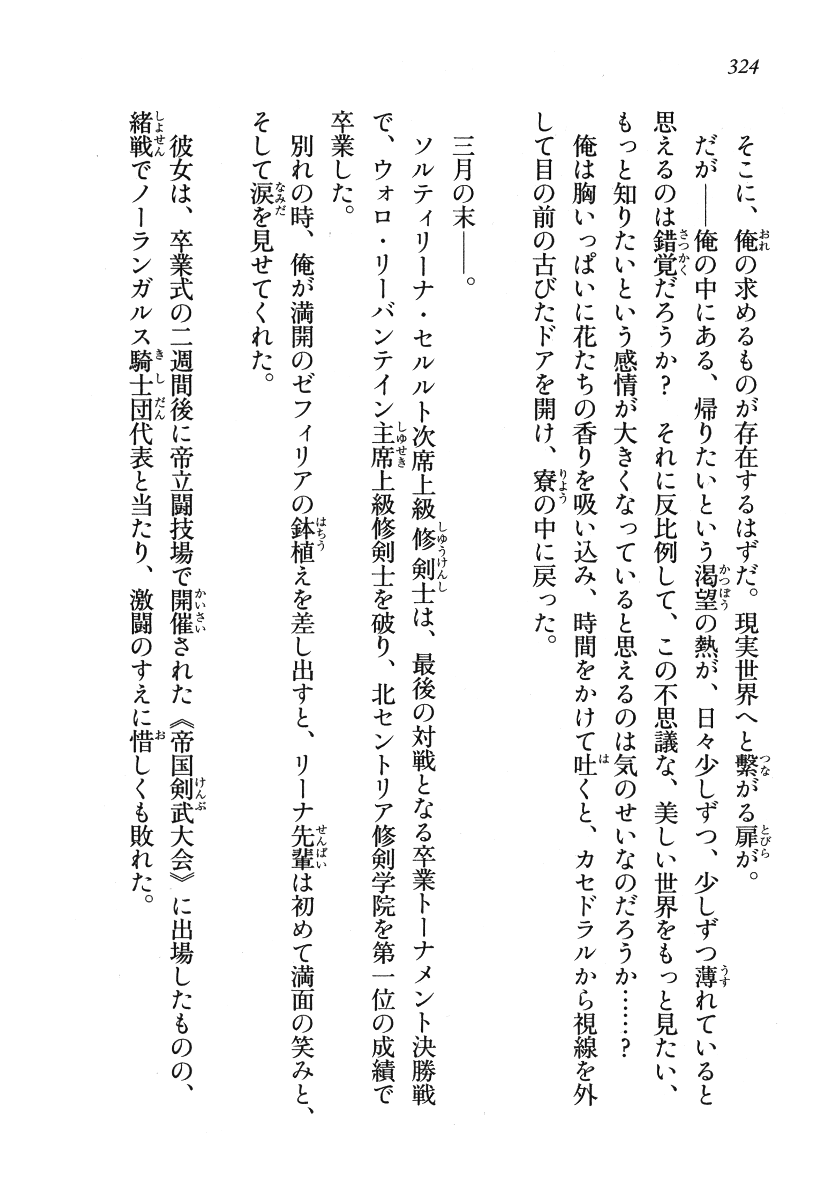 324
そこに、俺の求めるものが存在するはずだ。現実世界へと繋がる扉が。
だが――俺の中にある、帰りたいという渇望の熱が、日々少しずつ、少しずつ薄れていると
思えるのは錯覚だろうか?　それに反比例して、この不思議な、美しい世界をもっと見たい、
もっと知りたいという感情が大きくなっていると思えるのは気のせいなのだろうか……?
俺は胸いっぱいに花たちの香りを吸い込み、時間をかけて吐くと、カセドラルから視線を外
して目の前の古びたドアを開け、寮の中に戻った。
三月の末――。
ソルティリーナ・セルルト次席上級修剣士は、最後の対戦となる卒業トーナメント決勝戦
で、ウォロ・リーバンテイン主席上級修剣士を破り、北セントリア修剣学院を第一位の成績で
卒業した。
別れの時、俺が満開のゼフィリアの鉢植えを差し出すと、リーナ先輩は初めて満面の笑みと、
そして涙を見せてくれた。
彼女は、卒業式の二週間後に帝立闘技場で開催された《帝国剣武大会》に出場したものの、
緒戦でノーランガルス騎士団代表と当たり、激闘のすえに惜しくも敗れた。